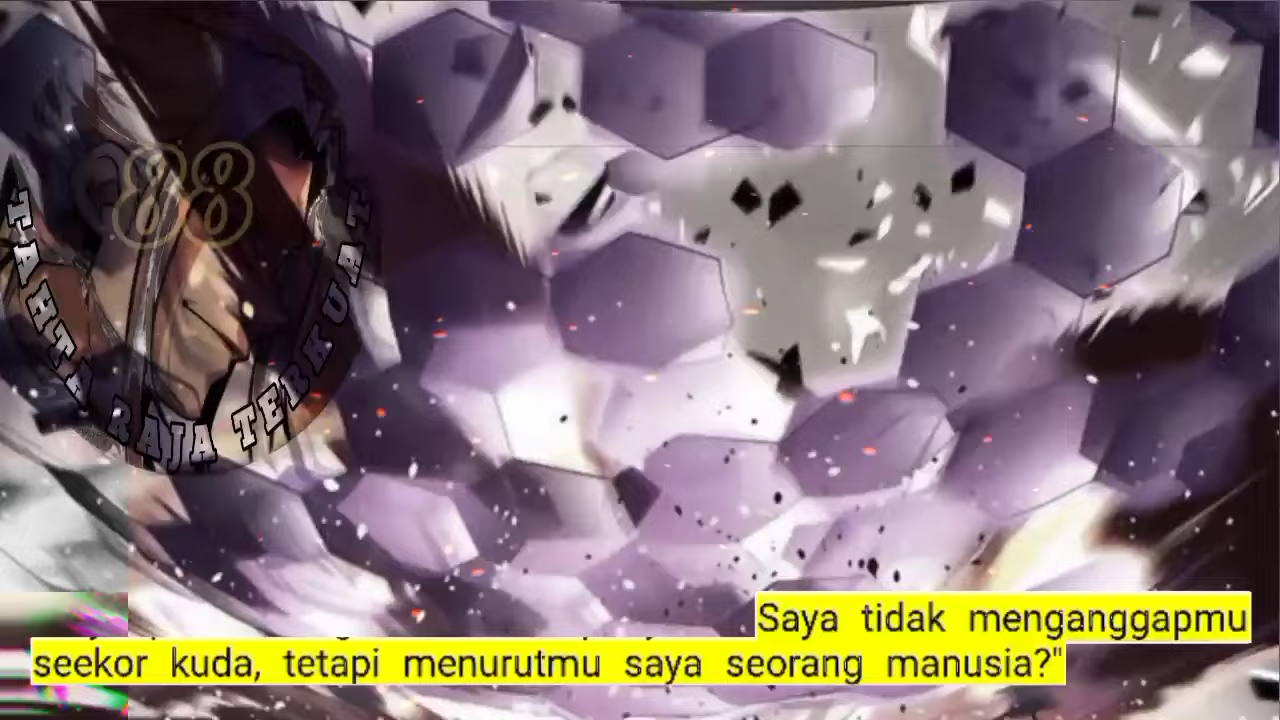 88
TAHTA RAJA TERKUAT
Saya tidak menganggapmu
seekor kuda, tetapi menurutmu saya seorang manusia?"